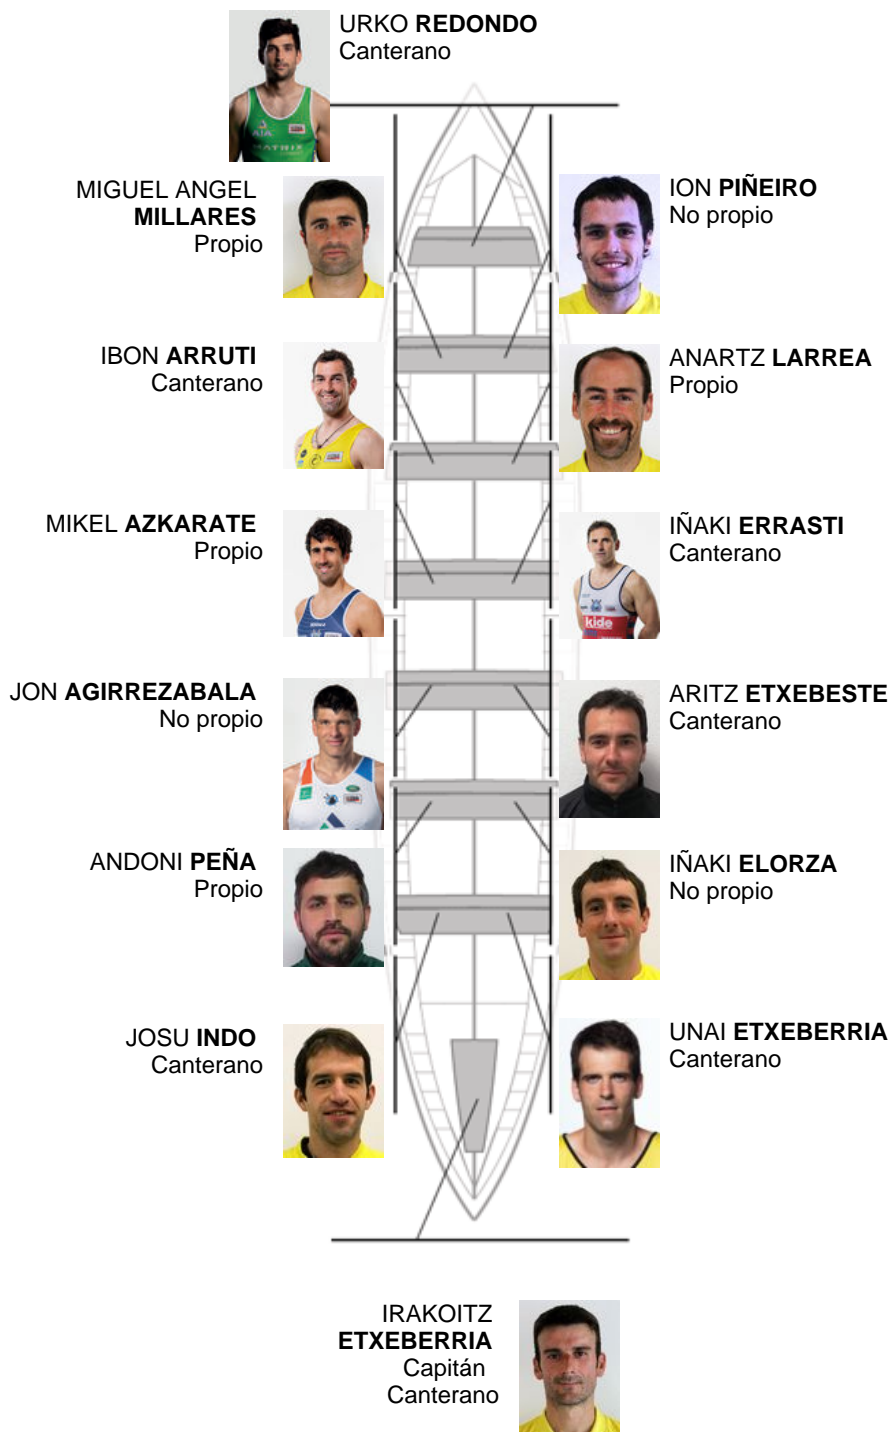 URKO REDONDO
Canterano
MIGUEL ANGEL
MILLARES
Propio
ION PIÑEIRO
No propio
IBON ARRUTI
Canterano
ANARTZ LARREA
Propio
MIKEL AZKARATE
Propio
IÑAKI ERRASTI
Canterano
JON AGIRREZABALA
No propio
ARITZ ETXEBESTE
Canterano
ANDONI PEÑA
Propio
IÑAKI ELORZA
No propio
JOSU INDO
Canterano
UNAI ETXEBERRIA
Canterano
IRAKOITZ
ETXEBERRIA
Capitán
Canterano
MATRIX
kide